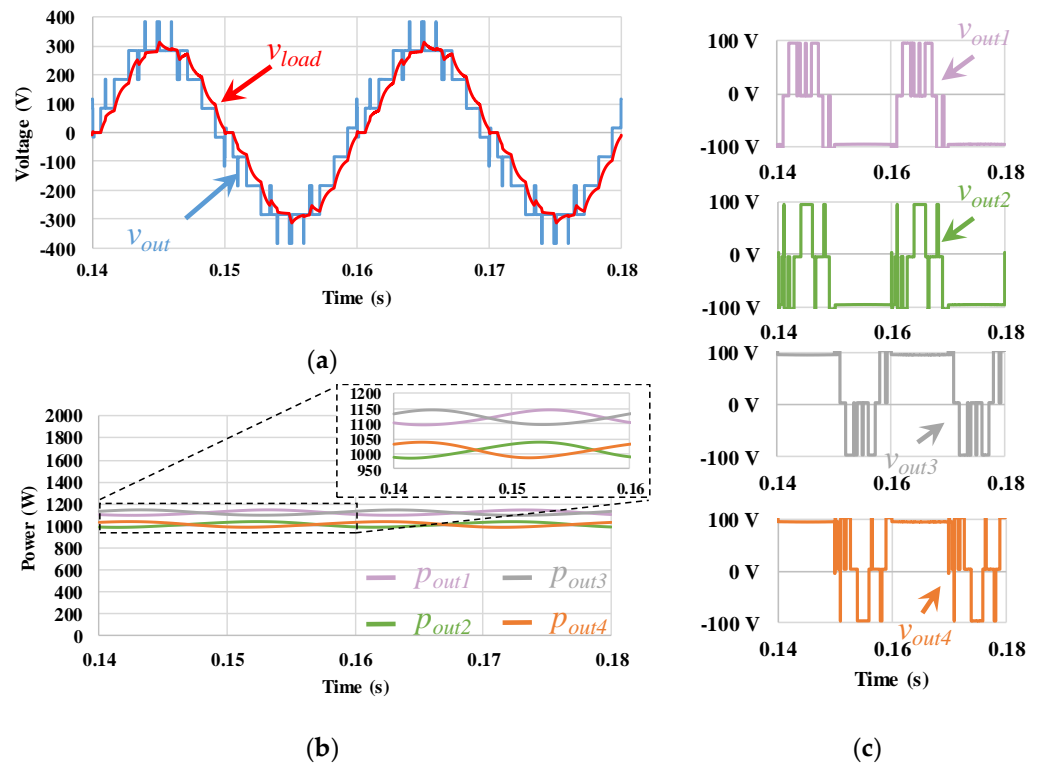 400
300
200
100
0
-100
-200
-300
-400
Voltage (V)
v_load
v_out
0.14 0.15 0.16 0.17 0.18
Time (s)
(a)
2000
1800
1600
1400
1200
1000
800
600
400
200
0
Power (W)
1200
1150
1100
1050
1000
950
0.14 0.15 0.16
p_out1 p_out3
p_out2 p_out4
0.14 0.15 0.16 0.17 0.18
Time (s)
(b)
100 V
0 V
-100 V
v_out1
0.14 0.16 0.18
100 V
0 V
-100 V
v_out2
0.14 0.16 0.18
100 V
0 V
-100 V
v_out3
0.14 0.16 0.18
100 V
0 V
-100 V
v_out4
0.14 0.16 0.18
Time (s)
(c)